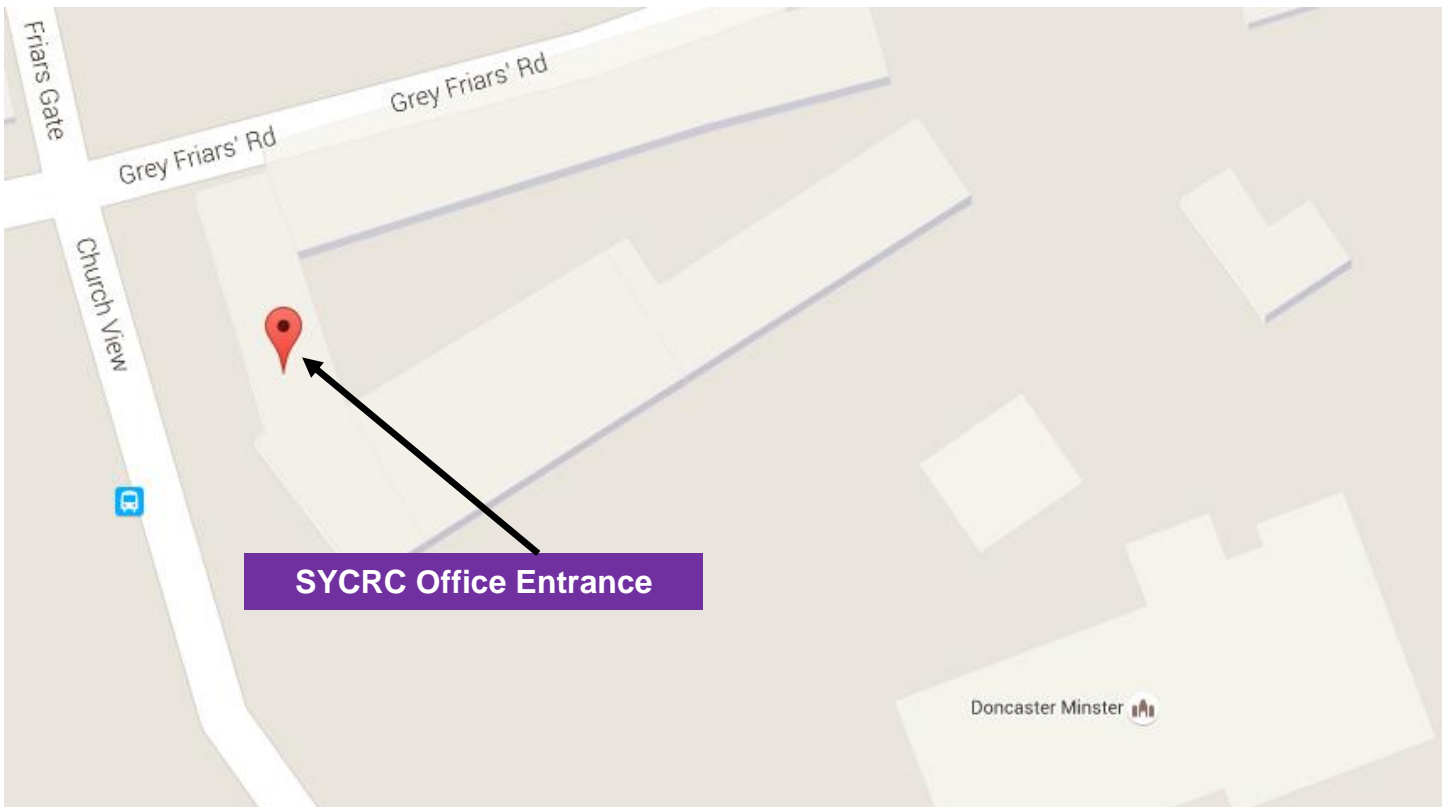 Friars Gate
Grey Friars' Rd
Grey Friars' Rd
Church View
SYCRC Office Entrance
Doncaster Minster